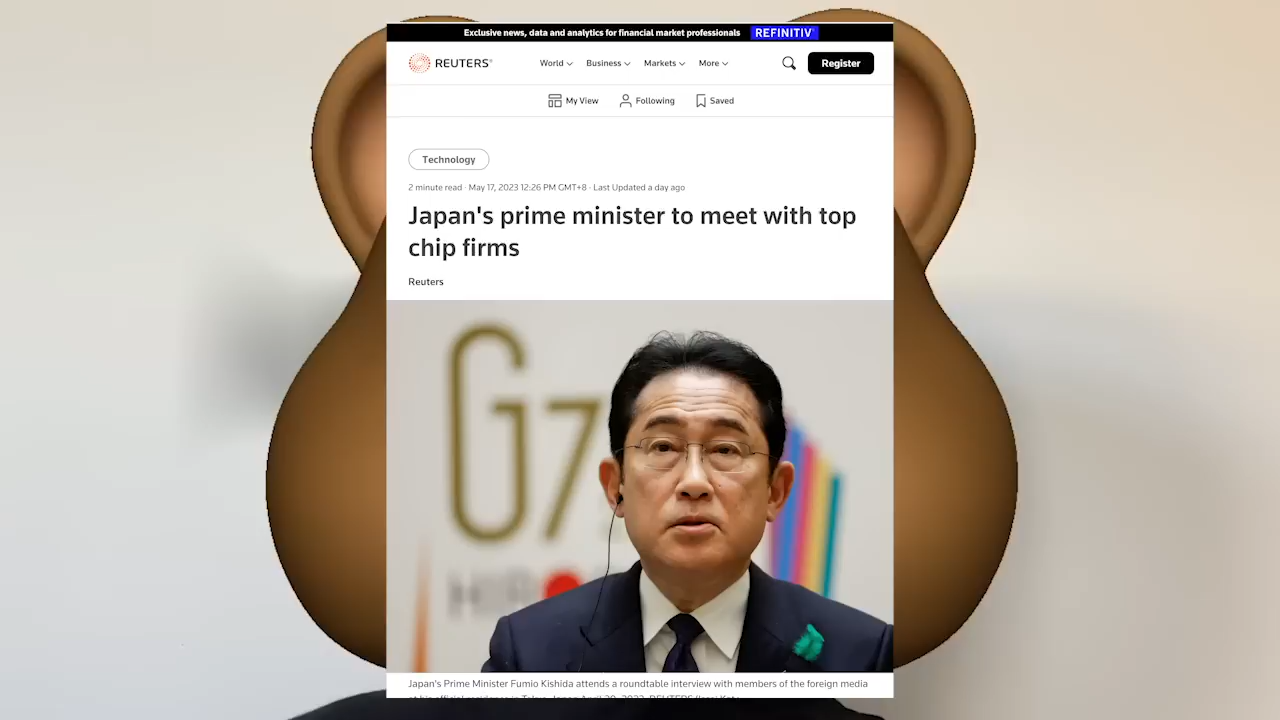 Exclusive news, data and analytics for financial market professionals REFINITIV
REUTERS®
World Business Markets More
Register
My View Following Saved
Technology
2 minute read · May 17, 2023 12:26 PM GMT+8 · Last Updated a day ago
Japan's prime minister to meet with top
chip firms
Reuters
G7
HIRO
Japan's Prime Minister Fumio Kishida attends a roundtable interview with members of the foreign media